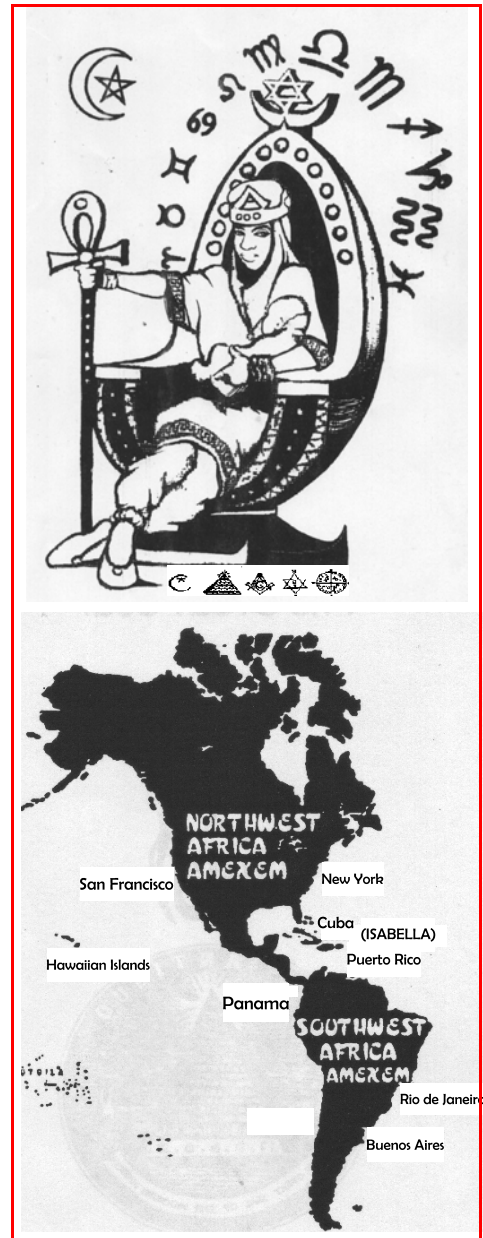 NORTHWEST
AFRICA
AMEXEM
San Francisco
New York
Cuba
(ISABELLA)
Hawaiian Islands
Puerto Rico
Panama
SOUTHWEST
AFRICA
AMEXEM
Rio de Janeiro
Buenos Aires